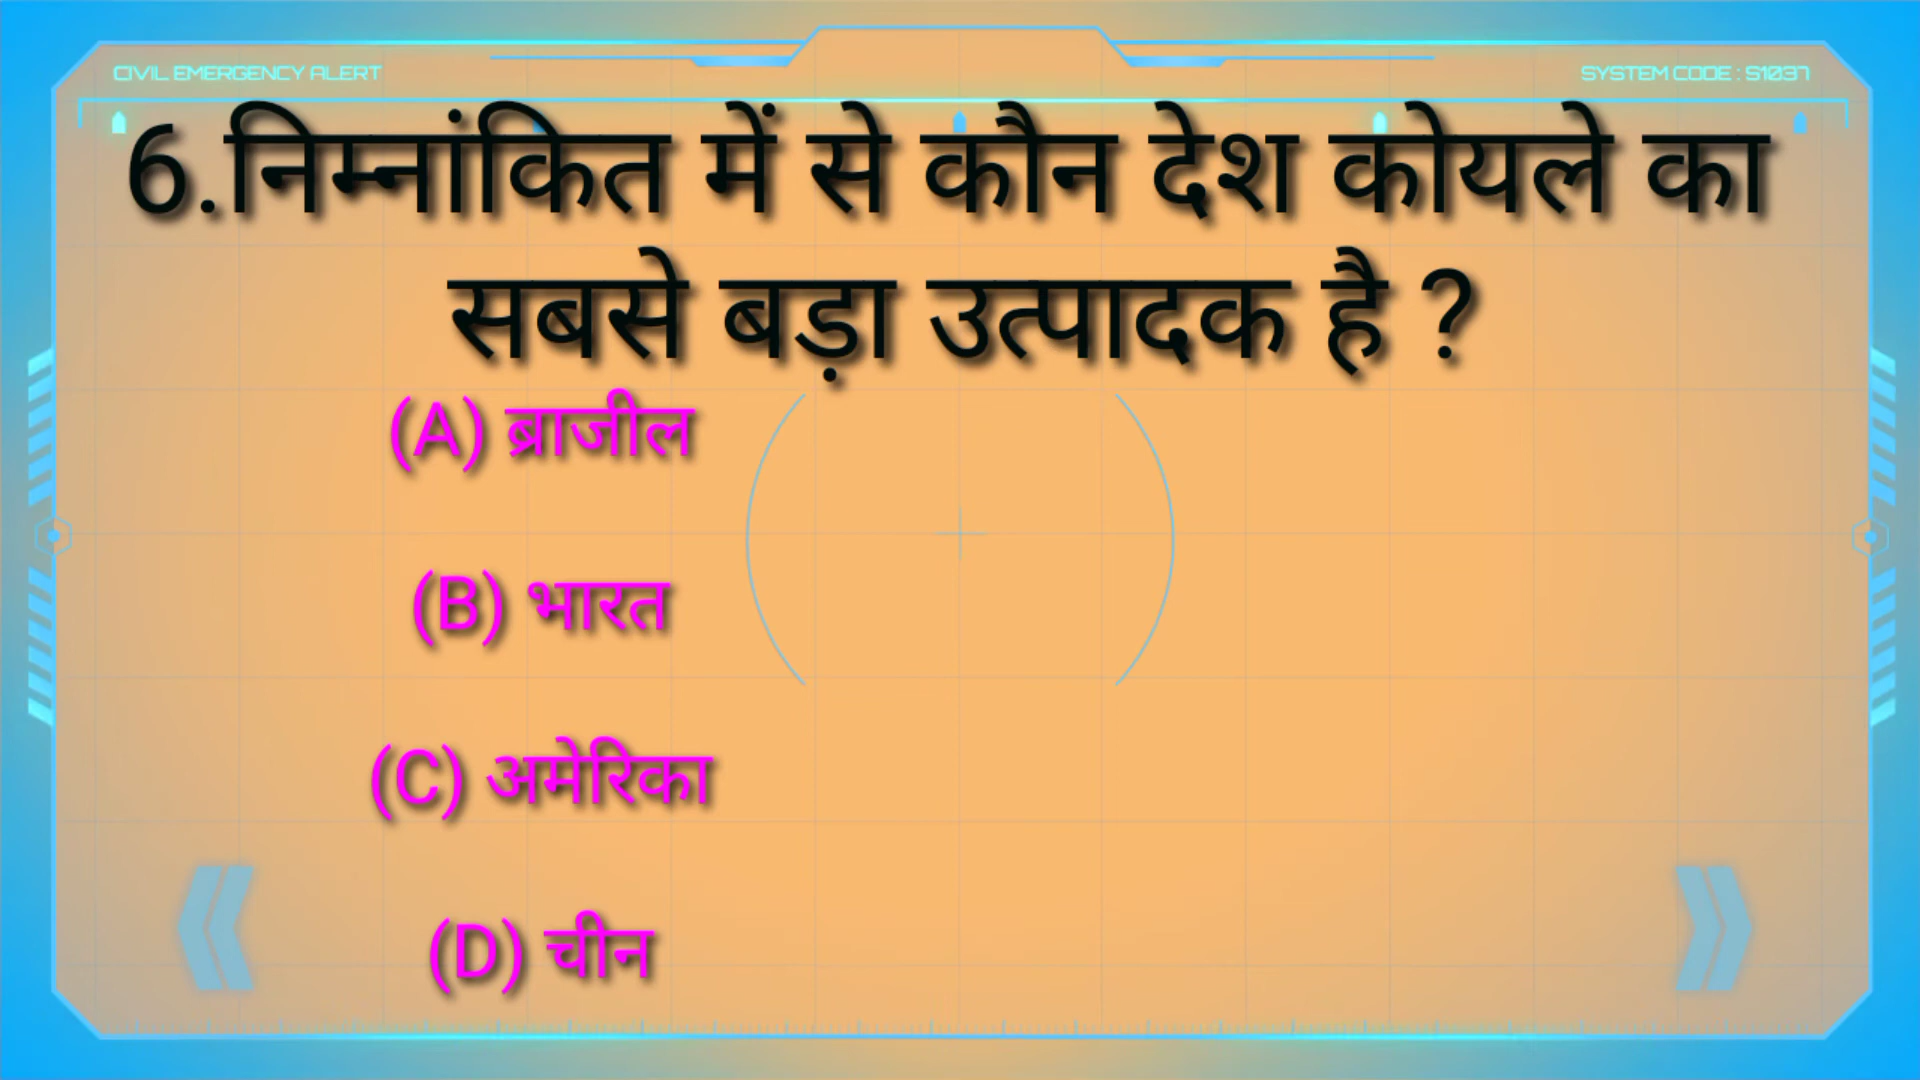 CIVIL EMERGENCY ALERT
SYSTEM CODE : S1037
6.निम्नांकित में से कौन देश कोयले का
सबसे बड़ा उत्पादक है ?
(A) ब्राजील
(B) भारत
(C) अमेरिका
(D) चीन